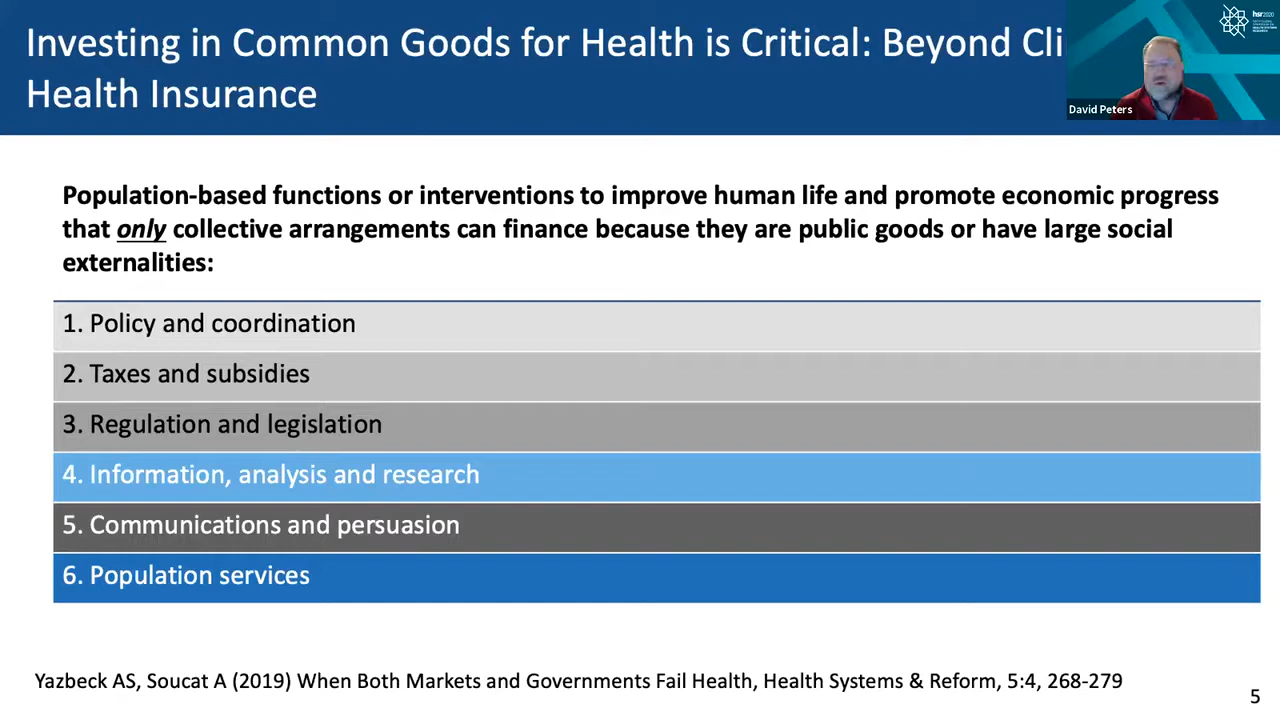 Investing in Common Goods for Health is Critical: Beyond Cli
Health Insurance
hsr2020
David Peters
Population-based functions or interventions to improve human life and promote economic progress
that only collective arrangements can finance because they are public goods or have large social
externalities:
1. Policy and coordination
2. Taxes and subsidies
3. Regulation and legislation
4. Information, analysis and research
5. Communications and persuasion
6. Population services
Yazbeck AS, Soucat A (2019) When Both Markets and Governments Fail Health, Health Systems & Reform, 5:4, 268-279
5